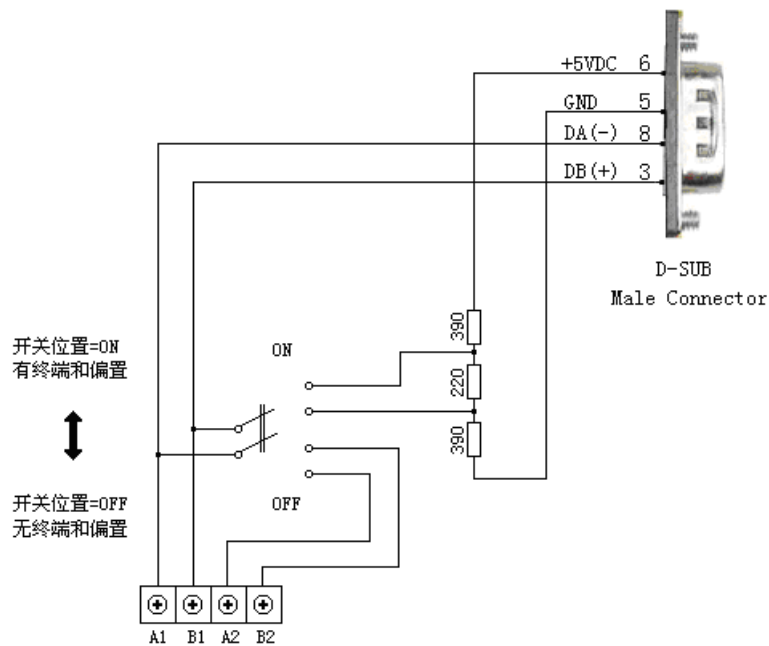 +5VDC 6
GND 5
DA(-) 8
DB(+) 3
D-SUB
Male Connector
390
220
390
开关位置=ON
有终端和偏置
ON
开关位置=OFF
无终端和偏置
OFF
A1 B1 A2 B2